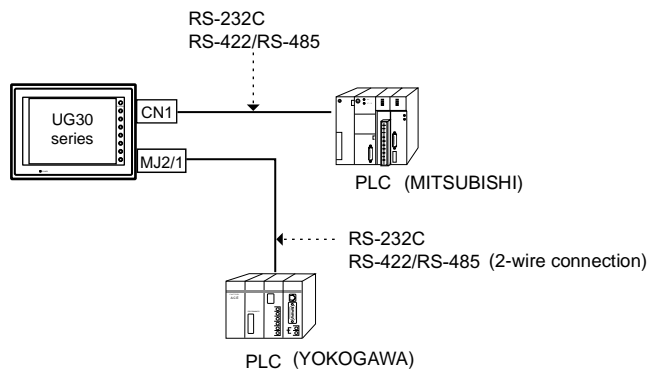 RS-232C
RS-422/RS-485
UG30
series
CN1
MJ2/1
PLC (MITSUBISHI)
RS-232C
RS-422/RS-485 (2-wire connection)
PLC (YOKOGAWA)